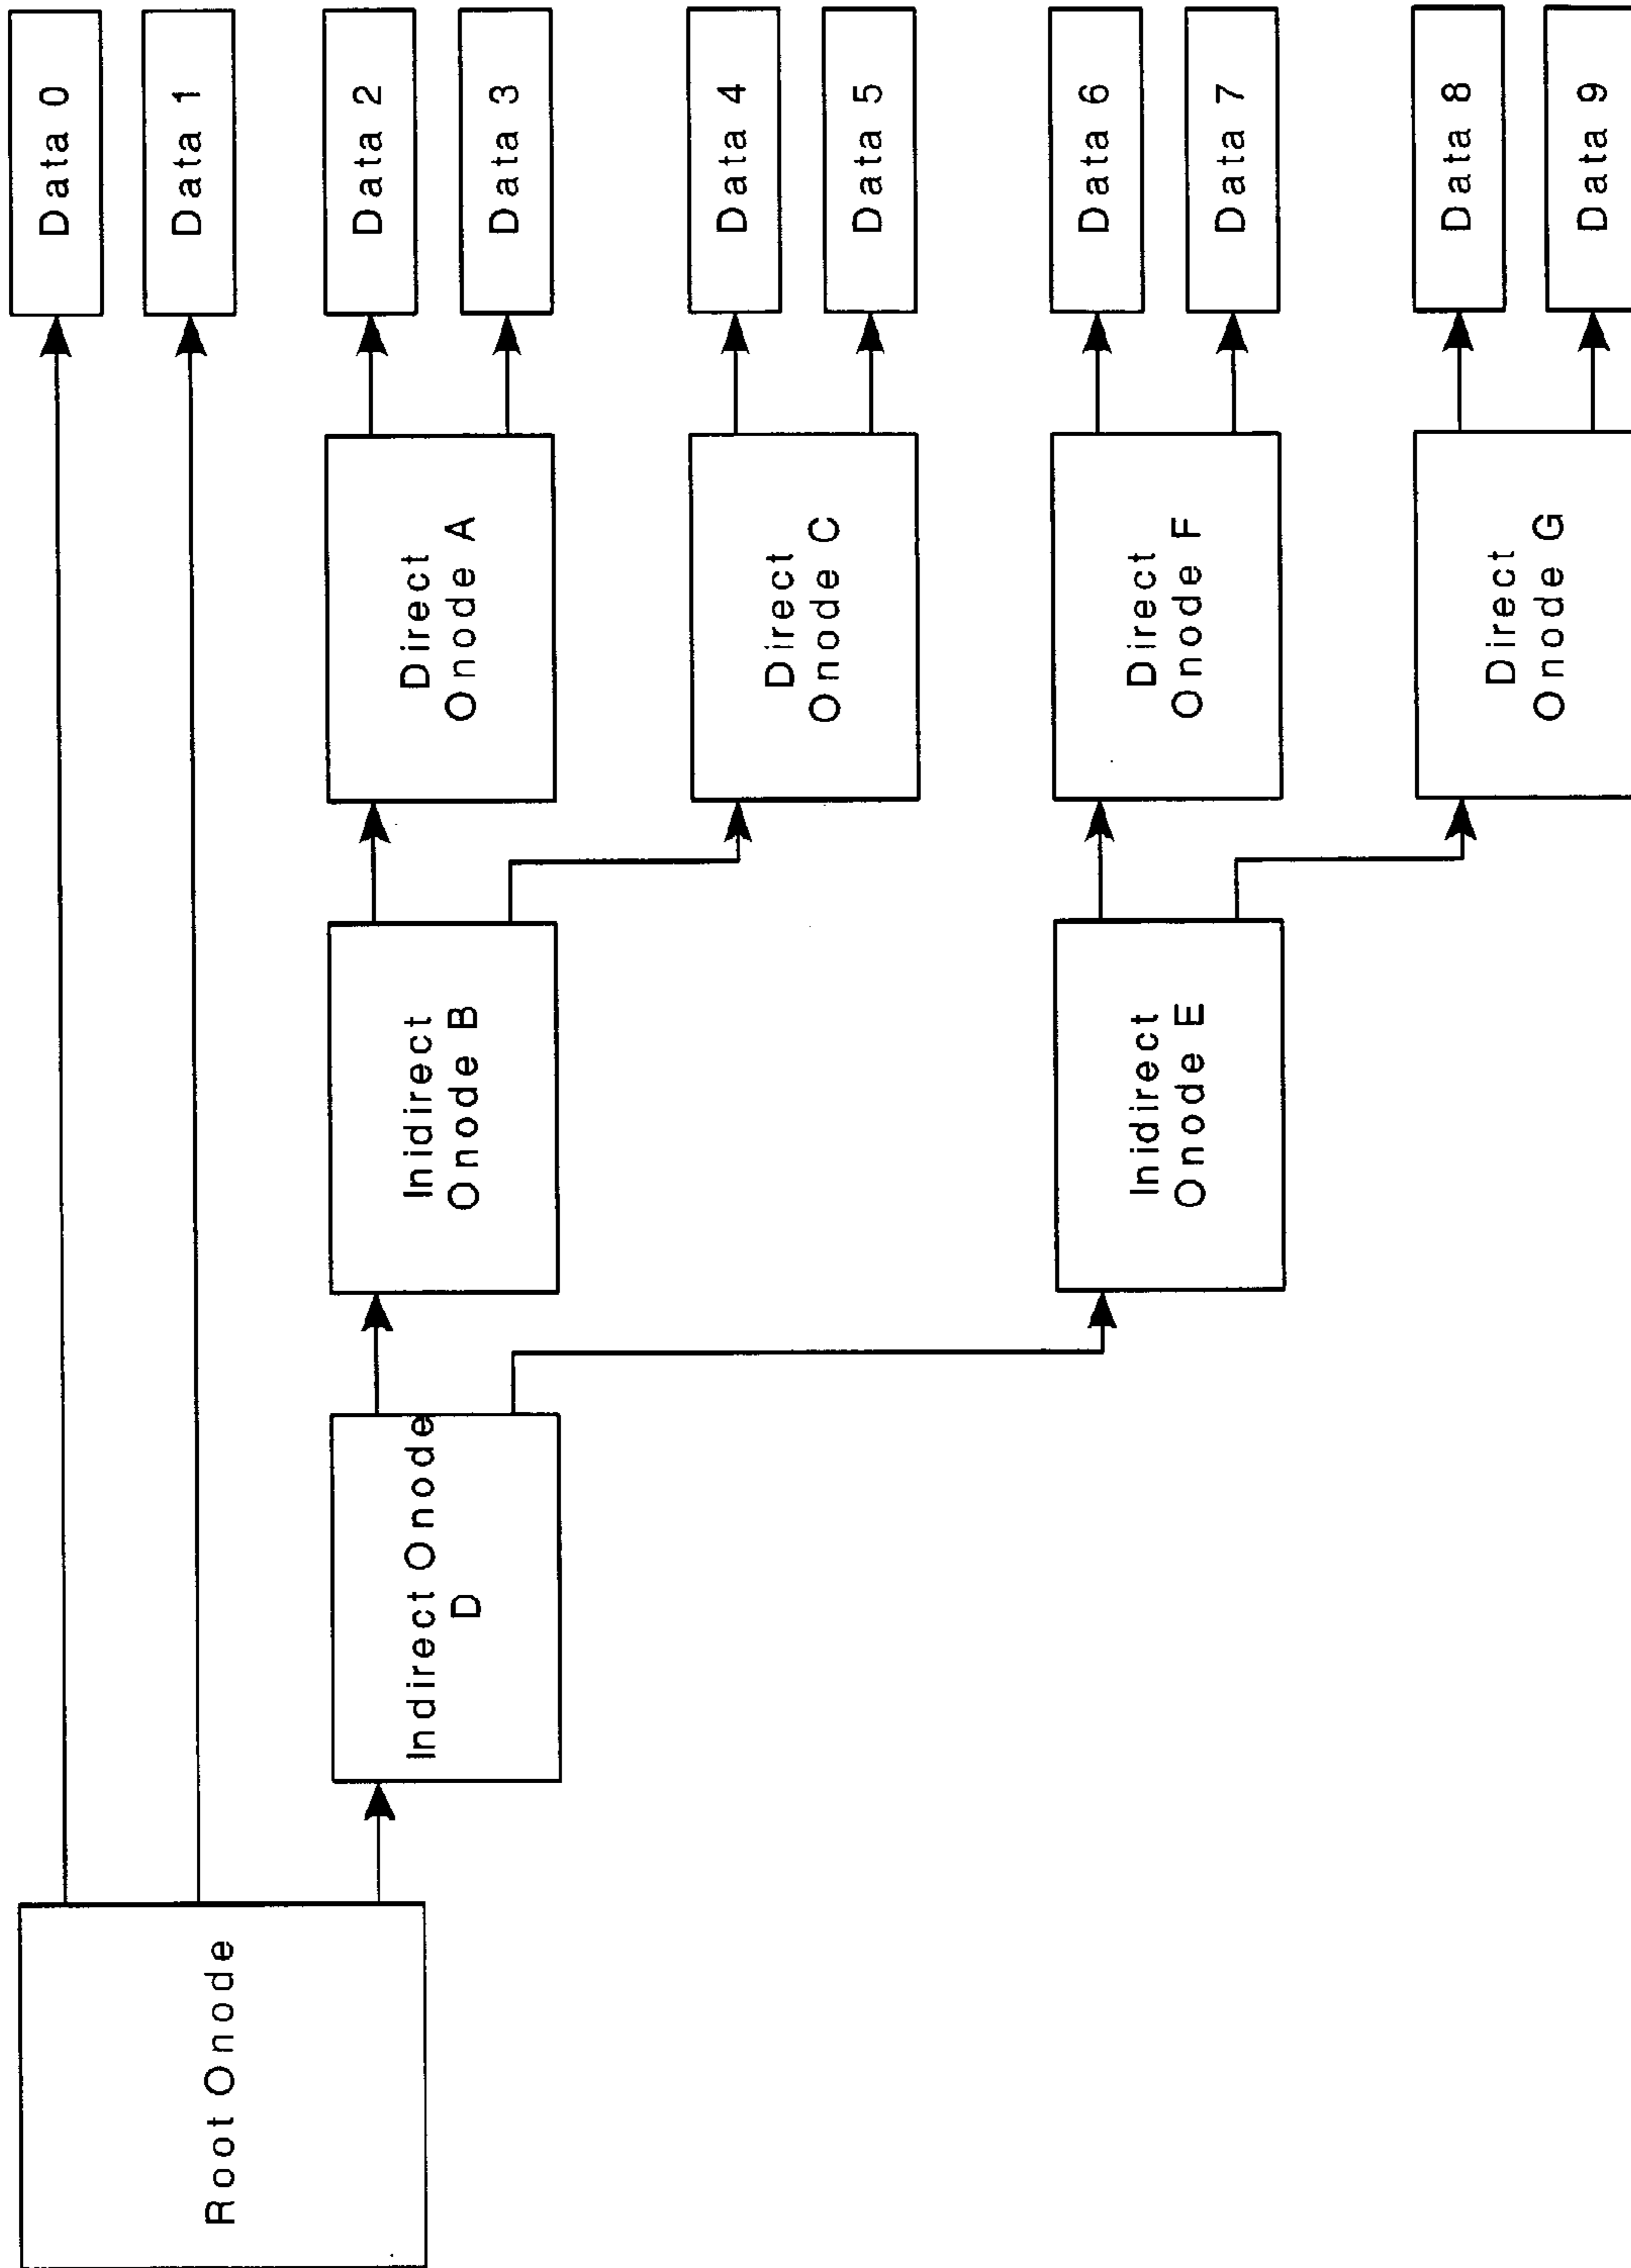 Root Onode
Indirect Onode
D
Inidirect
Onode B
Inidirect
Onode E
Direct
Onode A
Direct
Onode C
Direct
Onode F
Direct
Onode G
Data 0
Data 1
Data 2
Data 3
Data 4
Data 5
Data 6
Data 7
Data 8
Data 9